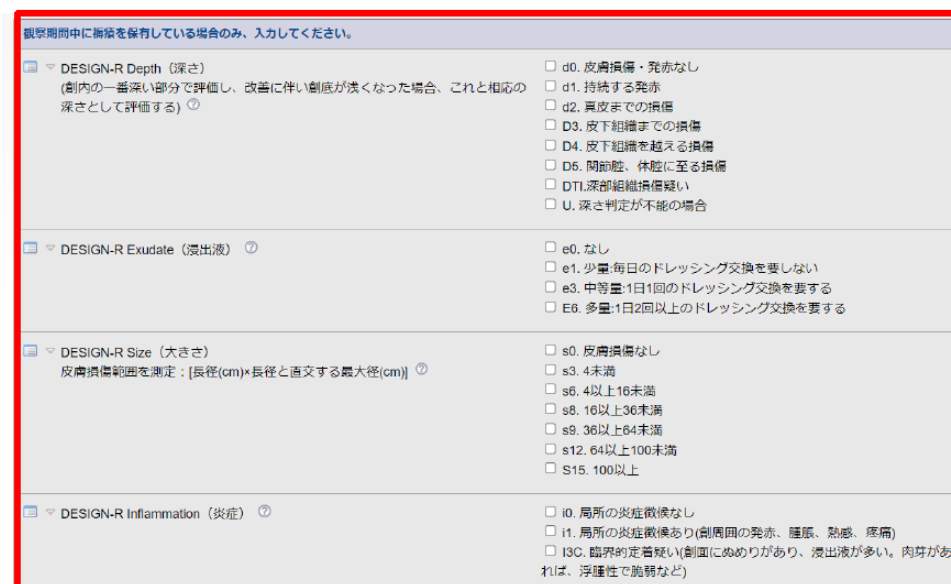 観察期間中に褥瘡を保有している場合のみ、入力してください。
DESIGN-R Depth（深さ）
(創内の一番深い部分で評価し、改善に伴い創底が浅くなった場合、これと相応の
深さとして評価する)
d0. 皮膚損傷・発赤なし
d1. 持続する発赤
d2. 真皮までの損傷
D3. 皮下組織までの損傷
D4. 皮下組織を越える損傷
D5. 関節腔、体腔に至る損傷
DTI.深部組織損傷疑い
U. 深さ判定が不能の場合
DESIGN-R Exudate（浸出液）
e0. なし
e1. 少量:毎日のドレッシング交換を要しない
e3. 中等量:1日1回のドレッシング交換を要する
E6. 多量:1日2回以上のドレッシング交換を要する
DESIGN-R Size（大きさ）
皮膚損傷範囲を測定：[長径(cm)×長径と直交する最大径(cm)]
s0. 皮膚損傷なし
s3. 4未満
s6. 4以上16未満
s8. 16以上36未満
s9. 36以上64未満
s12. 64以上100未満
S15. 100以上
DESIGN-R Inflammation（炎症）
i0. 局所の炎症徴候なし
i1. 局所の炎症徴候あり(創周囲の発赤、腫脹、熱感、疼痛)
I3C. 臨界的定着疑い(創面にぬめりがあり、浸出液が多い。肉芽があ
れば、浮腫性で脆弱など)